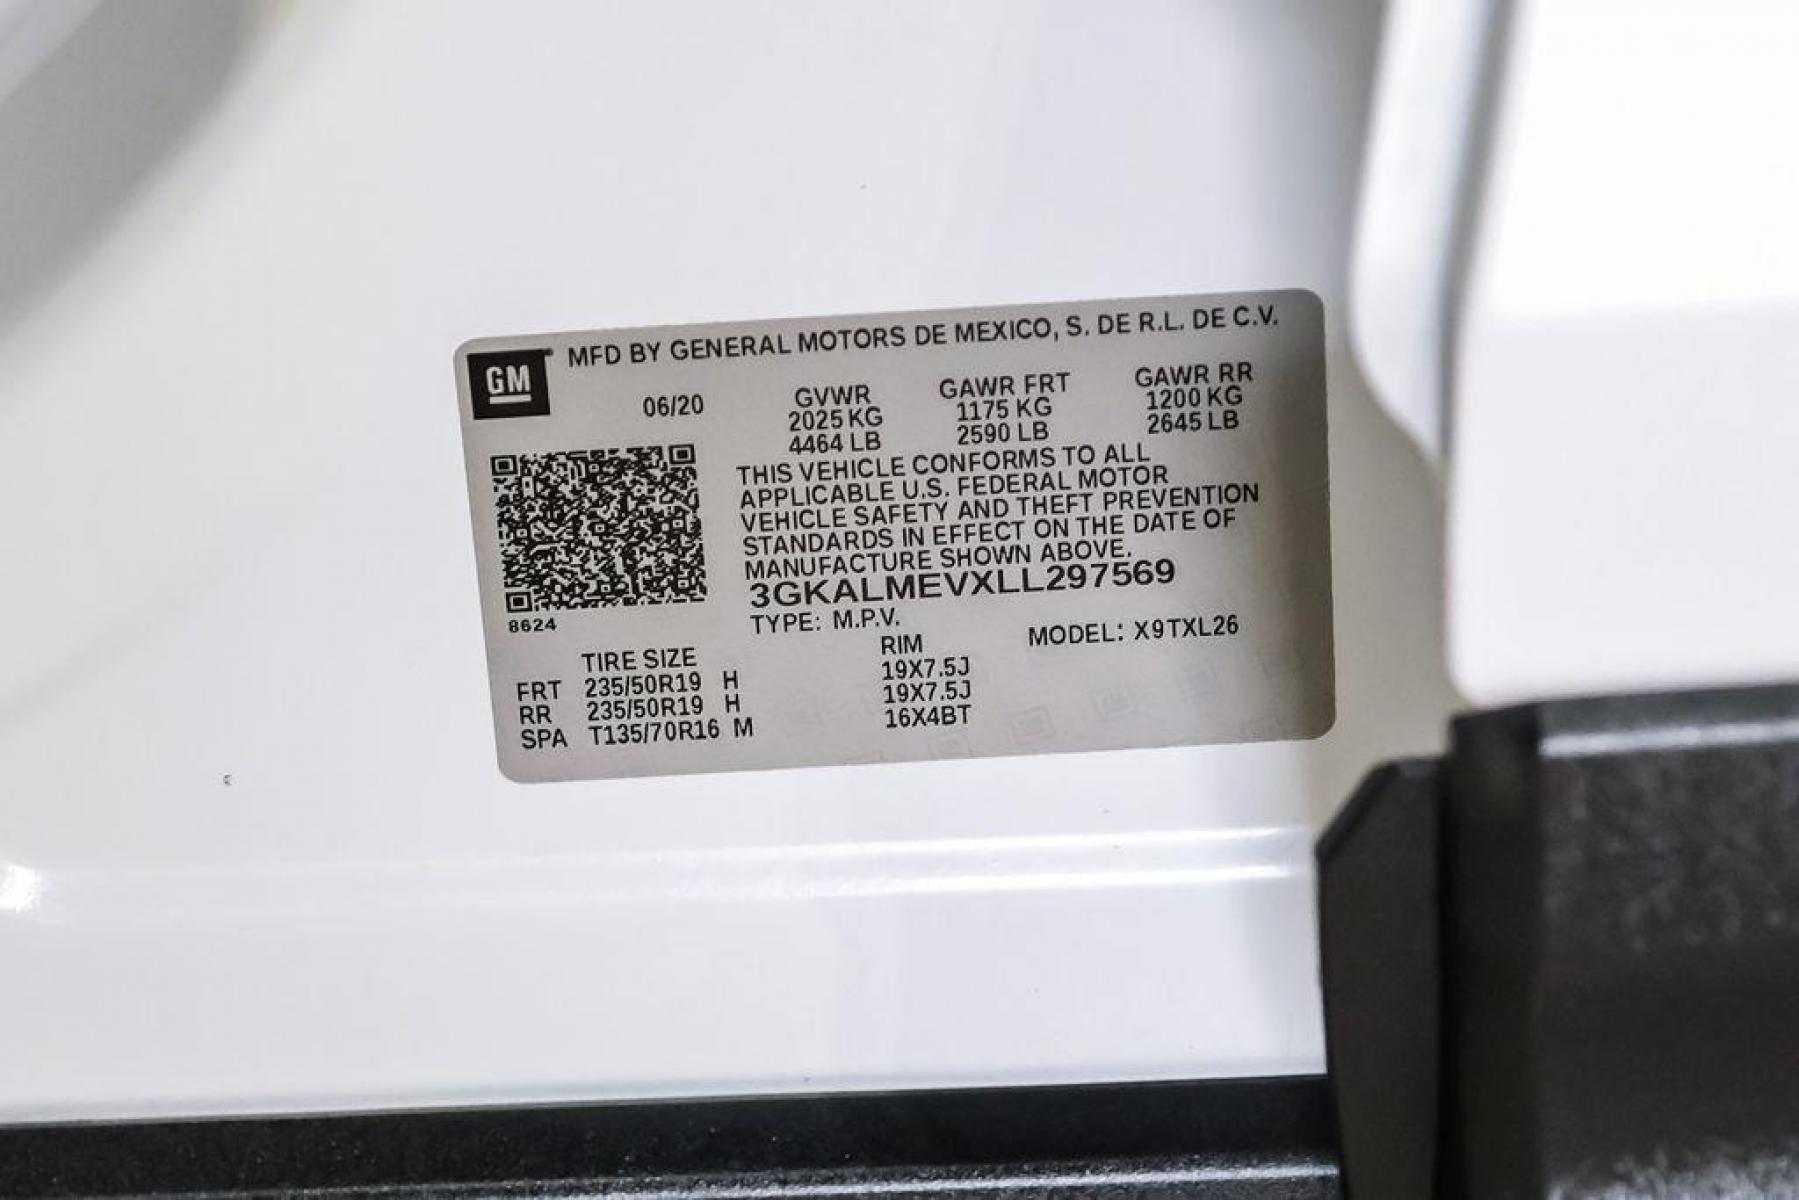 GM
MFD BY GENERAL MOTORS DE MEXICO, S. DE R.L. DE C.V.
06/20 GVWR GAWR FRT GAWR RR
2025 KG 1175 KG 1200 KG
4464 LB 2590 LB 2645 LB
THIS VEHICLE CONFORMS TO ALL
APPLICABLE U.S. FEDERAL MOTOR
VEHICLE SAFETY AND THEFT PREVENTION
STANDARDS IN EFFECT ON THE DATE OF
MANUFACTURE SHOWN ABOVE.
3GKALMEVXLL297569
8624
TYPE: M.P.V.
MODEL: X9TXL26
TIRE SIZE RIM
FRT 235/50R19 H 19X7.5J
RR 235/50R19 H 19X7.5J
SPA T135/70R16 M 16X4BT